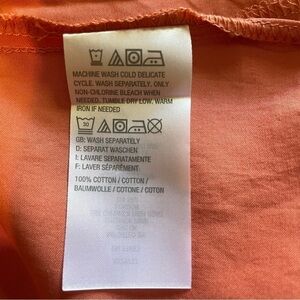 MACHINE WASH COLD DELICATE
CYCLE. WASH SEPARATELY. ONLY
NON-CHLORINE BLEACH WHEN
NEEDED. TUMBLE DRY LOW. WARM
IRON IF NEEDED
30
GB: WASH SEPARATELY
D: SEPARAT WASCHEN
I: LAVARE SEPARATAMENTE
F: LAVER SÉPARÉMENT
100% COTTON / COTTON /
BAUMWOLLE / COTONE / COTON